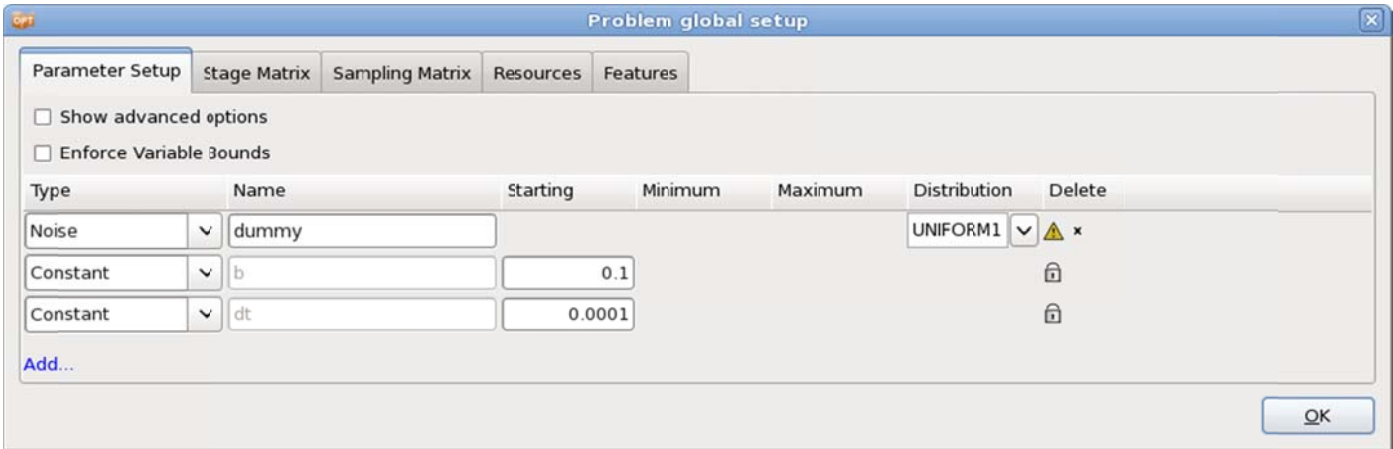 OPT Problem global setup
Parameter Setup Stage Matrix Sampling Matrix Resources Features
Show advanced options
Enforce Variable Bounds
Type Name Starting Minimum Maximum Distribution Delete
Noise dummy UNIFORM1 x
Constant b 0.1
Constant dt 0.0001
Add...
OK